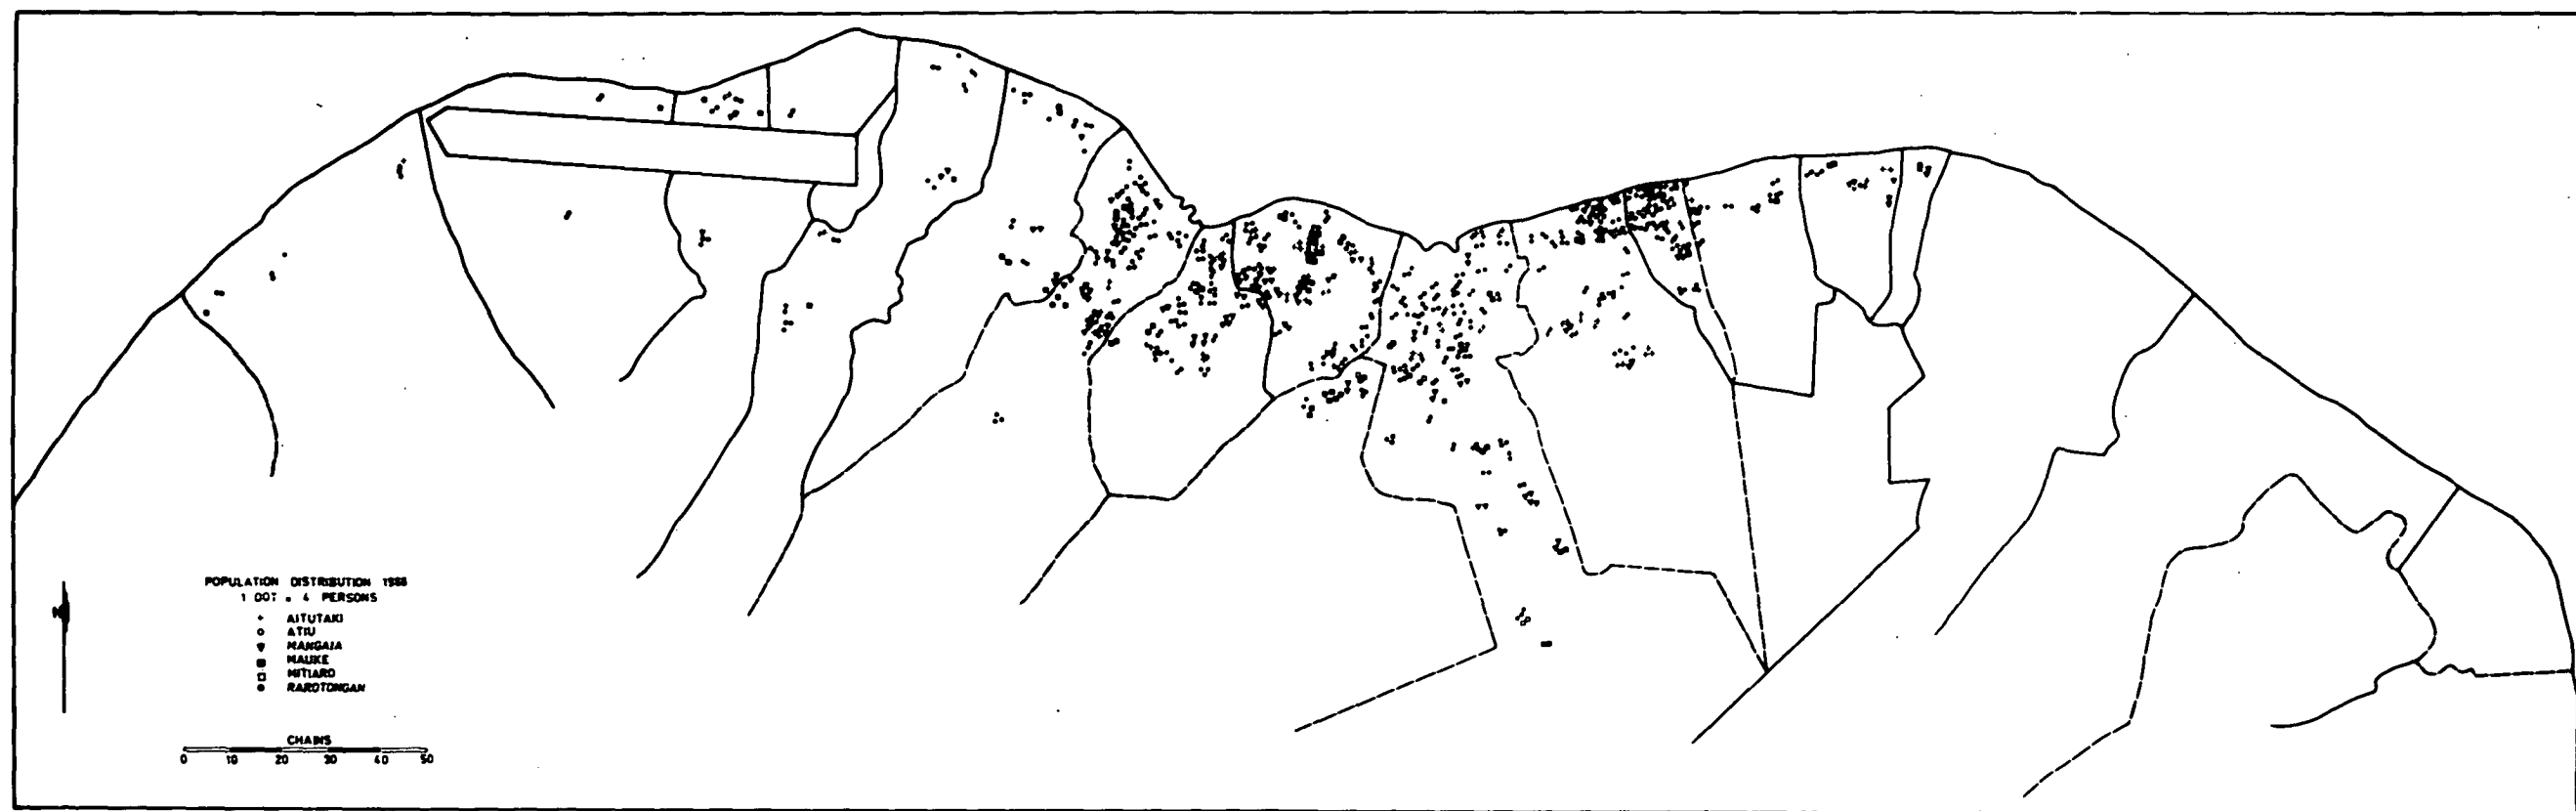 POPULATION DISTRIBUTION 1966
1 DOT = 4 PERSONS
AITUTAKI
ATIU
MANGAIA
MAUKE
MITIARO
RAROTONGAN
CHAINS
0 10 20 30 40 50